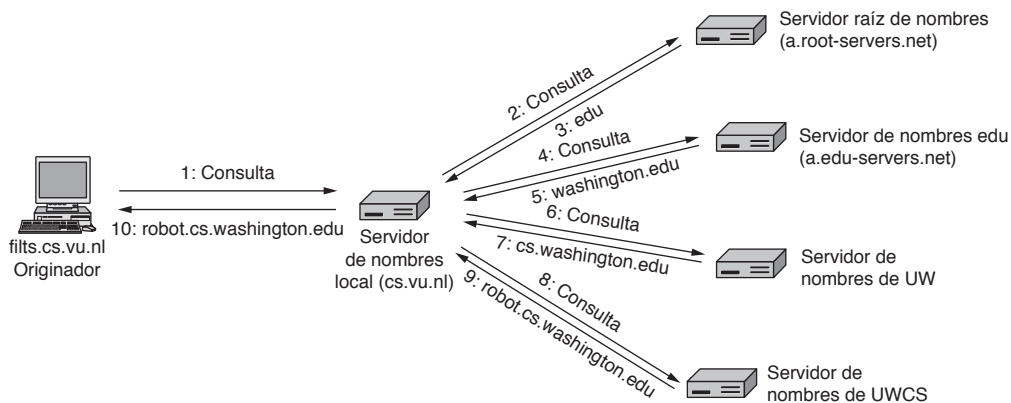 Servidor raíz de nombres
(a.root-servers.net)
2: Consulta
3: edu
4: Consulta
5: washington.edu
Servidor de nombres edu
(a.edu-servers.net)
1: Consulta
10: robot.cs.washington.edu
filts.cs.vu.nl
Originador
Servidor
de nombres
local (cs.vu.nl)
6: Consulta
7: cs.washington.edu
Servidor de
nombres de UW
8: Consulta
9: robot.cs.washington.edu
Servidor de
nombres de UWCS